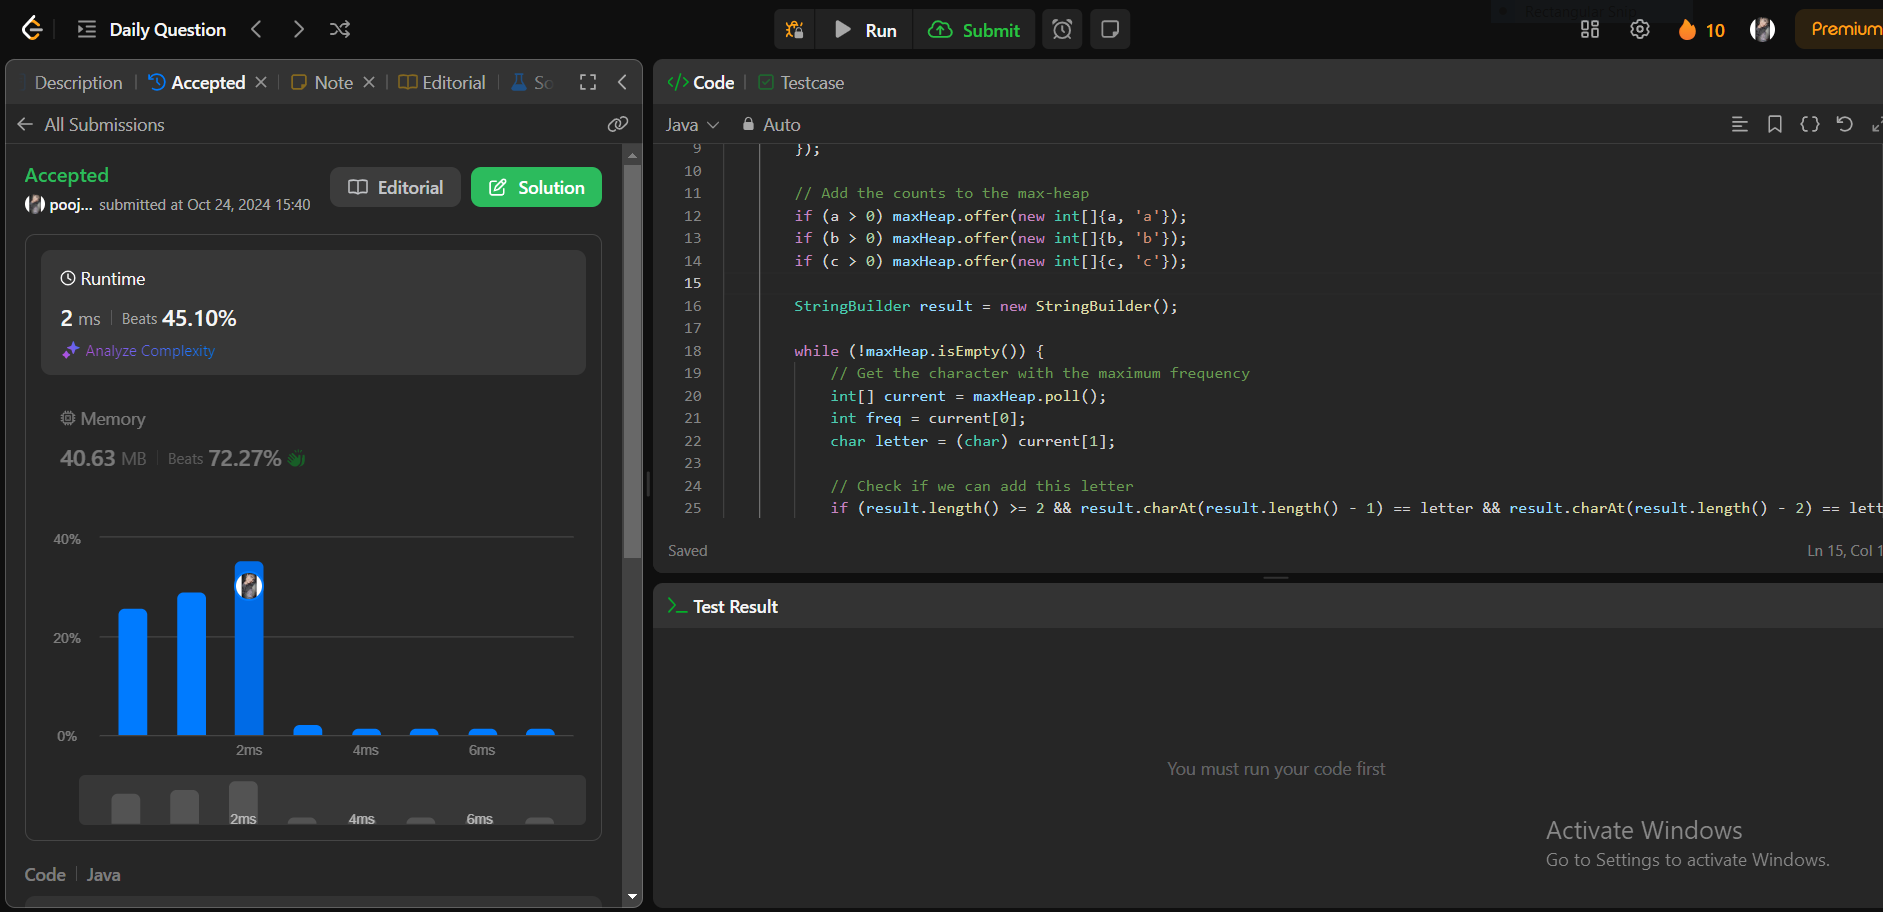 Daily Question
Run
Submit
10
Premium
Description
Accepted
Note
Editorial
So
All Submissions
Accepted
pooj... submitted at Oct 24, 2024 15:40
Editorial
Solution
Runtime
2 ms | Beats 45.10%
Analyze Complexity
Memory
40.63 MB | Beats 72.27%
40%
20%
0%
2ms 4ms 6ms
2ms 4ms 6ms
Code | Java
</> Code | Testcase
Java Auto
9 });
10
11 // Add the counts to the max-heap
12 if (a > 0) maxHeap.offer(new int[]{a, 'a'});
13 if (b > 0) maxHeap.offer(new int[]{b, 'b'});
14 if (c > 0) maxHeap.offer(new int[]{c, 'c'});
15
16 StringBuilder result = new StringBuilder();
17
18 while (!maxHeap.isEmpty()) {
19 // Get the character with the maximum frequency
20 int[] current = maxHeap.poll();
21 int freq = current[0];
22 char letter = (char) current[1];
23
24 // Check if we can add this letter
25 if (result.length() >= 2 && result.charAt(result.length() - 1) == letter && result.charAt(result.length() - 2) == lett
Saved
Ln 15, Col 1
Test Result
You must run your code first
Activate Windows
Go to Settings to activate Windows.